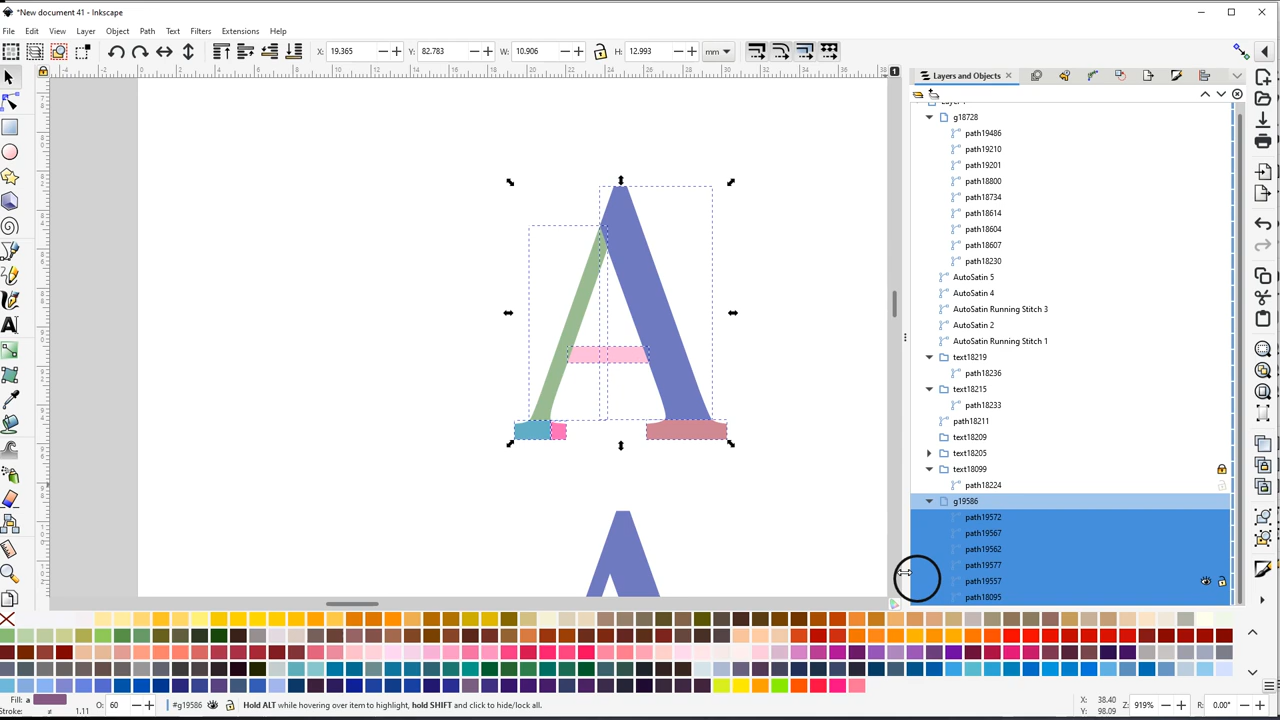 *New document 41 - Inkscape
File Edit View Layer Object Path Text Filters Extensions Help
X: 19.365 Y: 82.783 W: 10.906 H: 12.993 mm
Layers and Objects
g18728
path19486
path19210
path19201
path18800
path18734
path18614
path18604
path18607
path18230
AutoSatin 5
AutoSatin 4
AutoSatin Running Stitch 3
AutoSatin 2
AutoSatin Running Stitch 1
text18219
path18236
text18215
path18233
path18211
text18209
text18205
text18099
path18224
g19586
path19572
path19567
path19562
path19577
path19557
path18095
A
Fill: a O: 60 #g19586 Hold ALT while hovering over item to highlight, hold SHIFT and click to hide/lock all. X: 38.40 Z: 919% R: 0.00°
Stroke: 1.11 Y: 98.09